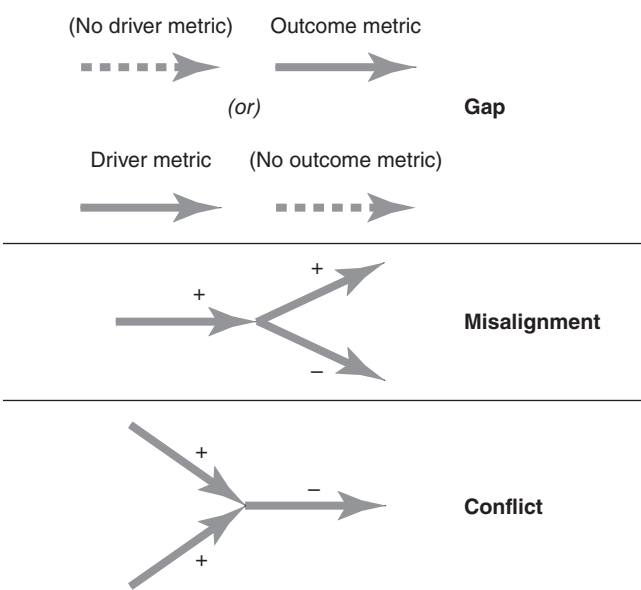 (No driver metric) Outcome metric
(or)
Gap
Driver metric (No outcome metric)
+
+
–
Misalignment
+
+
–
Conflict